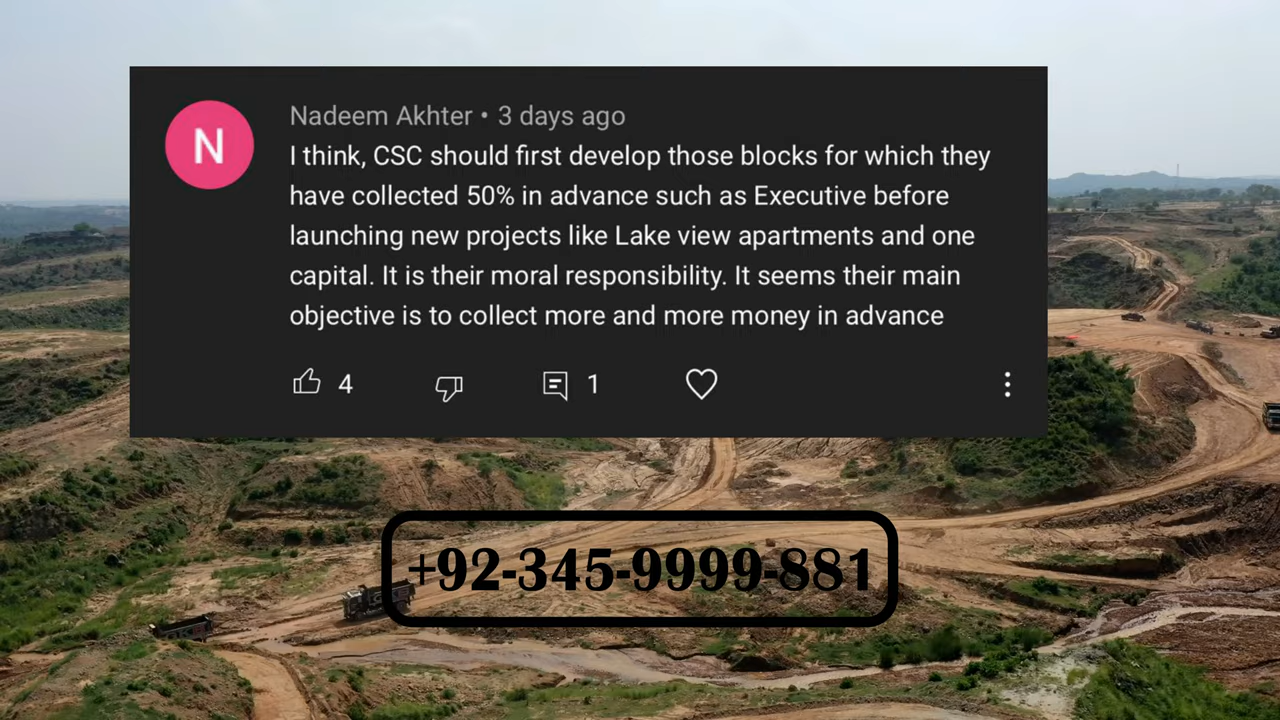 N
Nadeem Akhter • 3 days ago
I think, CSC should first develop those blocks for which they
have collected 50% in advance such as Executive before
launching new projects like Lake view apartments and one
capital. It is their moral responsibility. It seems their main
objective is to collect more and more money in advance
4
1
+92-345-9999-881